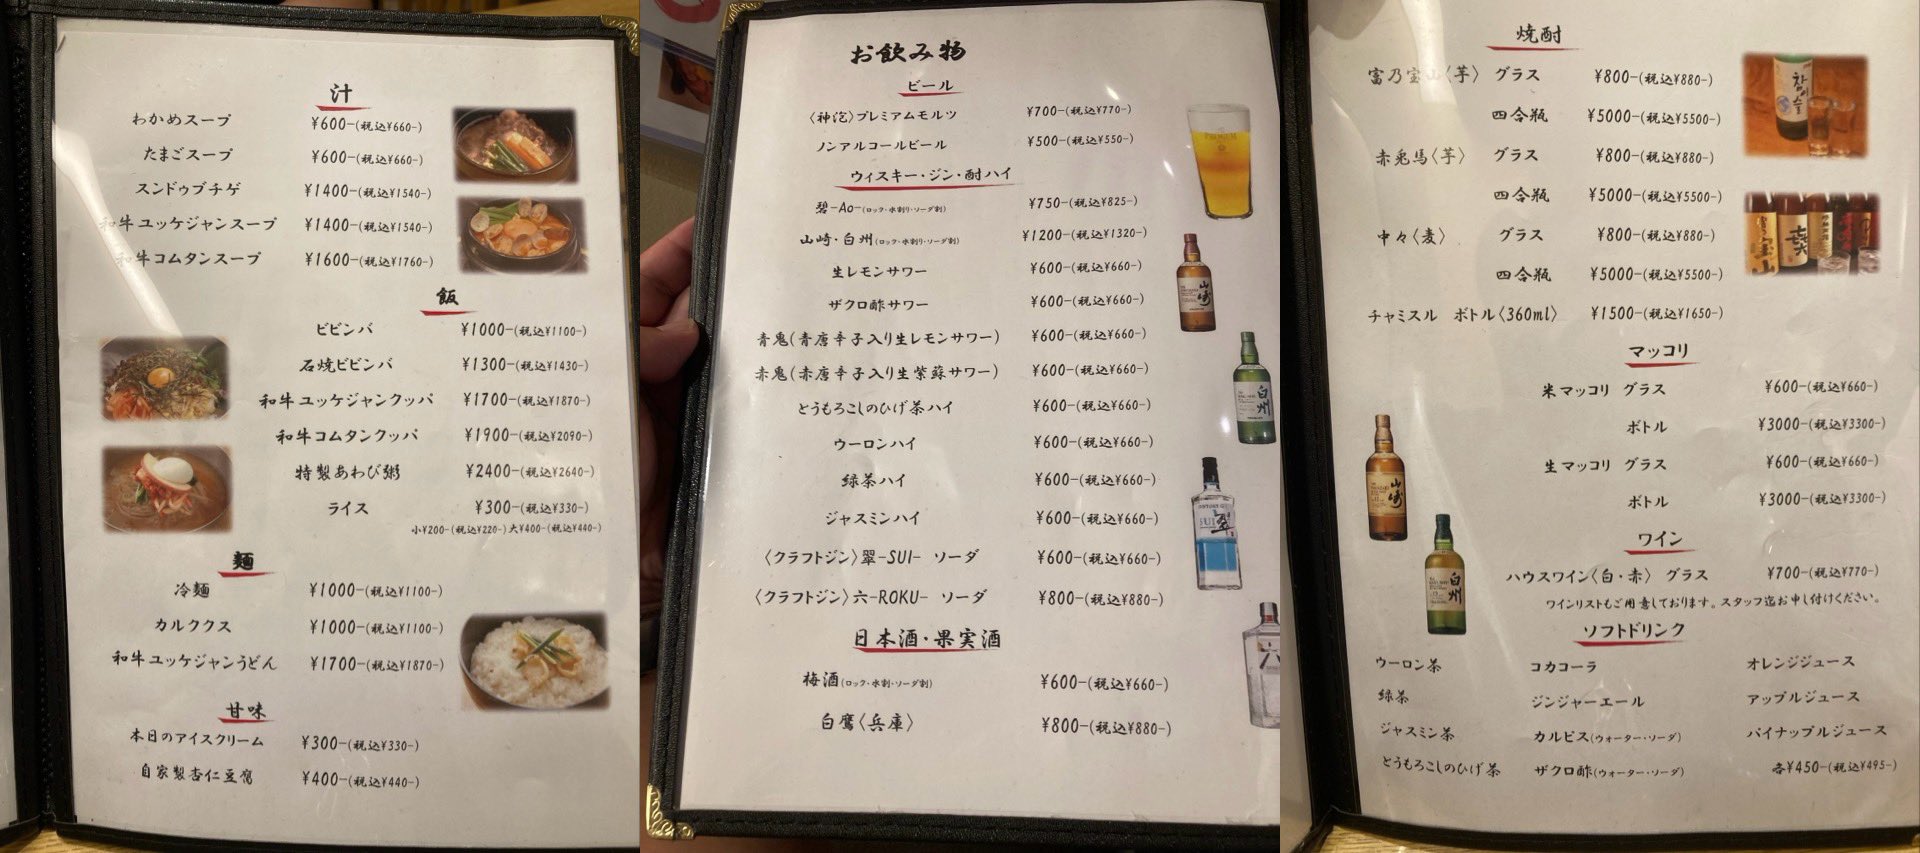 汁
わかめスープ ¥600-(税込¥660-)
たまごスープ ¥600-(税込¥660-)
スンドゥブチゲ ¥1400-(税込¥1540-)
和牛ユッケジャンスープ ¥1400-(税込¥1540-)
和牛コムタンスープ ¥1600-(税込¥1760-)
飯
ビビンバ ¥1000-(税込¥1100-)
石焼ビビンバ ¥1300-(税込¥1430-)
和牛ユッケジャンクッパ ¥1700-(税込¥1870-)
和牛コムタンクッパ ¥1900-(税込¥2090-)
特製あわび粥 ¥2400-(税込¥2640-)
ライス ¥300-(税込¥330-)
小¥200-(税込¥220-)大¥400-(税込¥440-)
麺
冷麺 ¥1000-(税込¥1100-)
カルククス ¥1000-(税込¥1100-)
和牛ユッケジャンうどん ¥1700-(税込¥1870-)
甘味
本日のアイスクリーム ¥300-(税込¥330-)
自家製杏仁豆腐 ¥400-(税込¥440-)
お飲み物
ビール
〈神泡〉プレミアムモルツ ¥700-(税込¥770-)
ノンアルコールビール ¥500-(税込¥550-)
ウィスキー・ジン・酎ハイ
碧-Ao-(ロック・水割り・ソーダ割) ¥750-(税込¥825-)
山崎・白州(ロック・水割り・ソーダ割) ¥1200-(税込¥1320-)
生レモンサワー ¥600-(税込¥660-)
ザクロ酢サワー ¥600-(税込¥660-)
青鬼(青唐辛子入り生レモンサワー) ¥600-(税込¥660-)
赤鬼(赤唐辛子入り生紫蘇サワー) ¥600-(税込¥660-)
とうもろこしのひげ茶ハイ ¥600-(税込¥660-)
ウーロンハイ ¥600-(税込¥660-)
緑茶ハイ ¥600-(税込¥660-)
ジャスミンハイ ¥600-(税込¥660-)
〈クラフトジン〉翠-SUI- ソーダ ¥600-(税込¥660-)
〈クラフトジン〉六-ROKU- ソーダ ¥800-(税込¥880-)
日本酒・果実酒
梅酒(ロック・水割・ソーダ割) ¥600-(税込¥660-)
白鷹〈兵庫〉 ¥800-(税込¥880-)
PREMIUM
山崎
白州
SUI
翠
六
焼酎
富乃宝山〈芋〉 グラス ¥800-(税込¥880-)
四合瓶 ¥5000-(税込¥5500-)
赤兎馬〈芋〉 グラス ¥800-(税込¥880-)
四合瓶 ¥5000-(税込¥5500-)
中々〈麦〉 グラス ¥800-(税込¥880-)
四合瓶 ¥5000-(税込¥5500-)
チャミスル ボトル〈360ml〉 ¥1500-(税込¥1650-)
マッコリ
米マッコリ グラス ¥600-(税込¥660-)
ボトル ¥3000-(税込¥3300-)
生マッコリ グラス ¥600-(税込¥660-)
ボトル ¥3000-(税込¥3300-)
ワイン
ハウスワイン〈白・赤〉 グラス ¥700-(税込¥770-)
ワインリストもご用意しております。スタッフ迄お申し付けください。
ソフトドリンク
ウーロン茶 コカコーラ オレンジジュース
緑茶 ジンジャーエール アップルジュース
ジャスミン茶 カルピス(ウォーター・ソーダ) パイナップルジュース
とうもろこしのひげ茶 ザクロ酢(ウォーター・ソーダ) 各¥450-(税込¥495-)
참이슬
山崎
白州